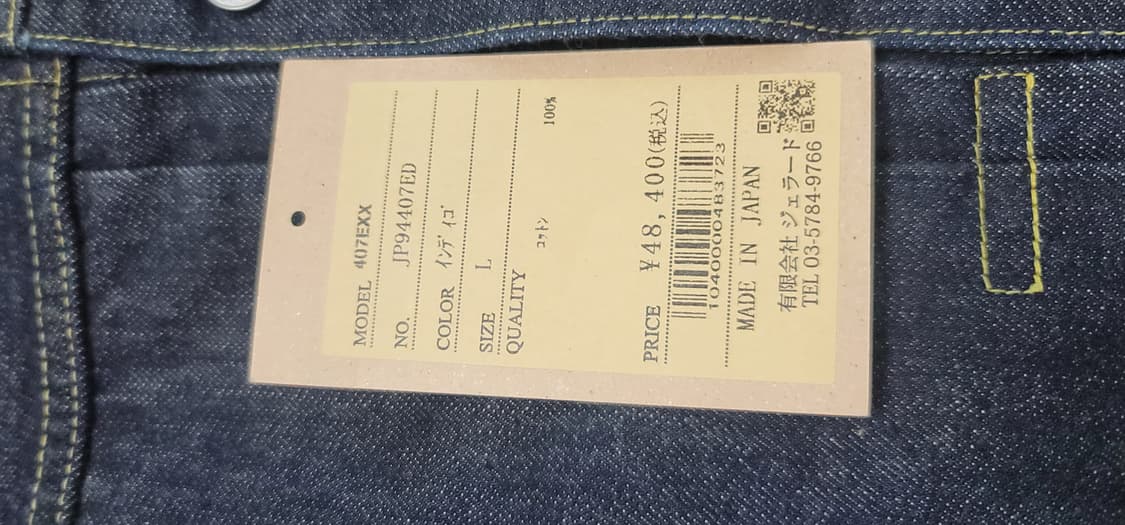 MODEL 407EXX
NO. JP94407ED
COLOR インディゴ
SIZE L
QUALITY
コットン 100%
PRICE ¥48,400(税込)
1040000483723
MADE IN JAPAN
有限会社 ジェラード
TEL 03-5784-9766